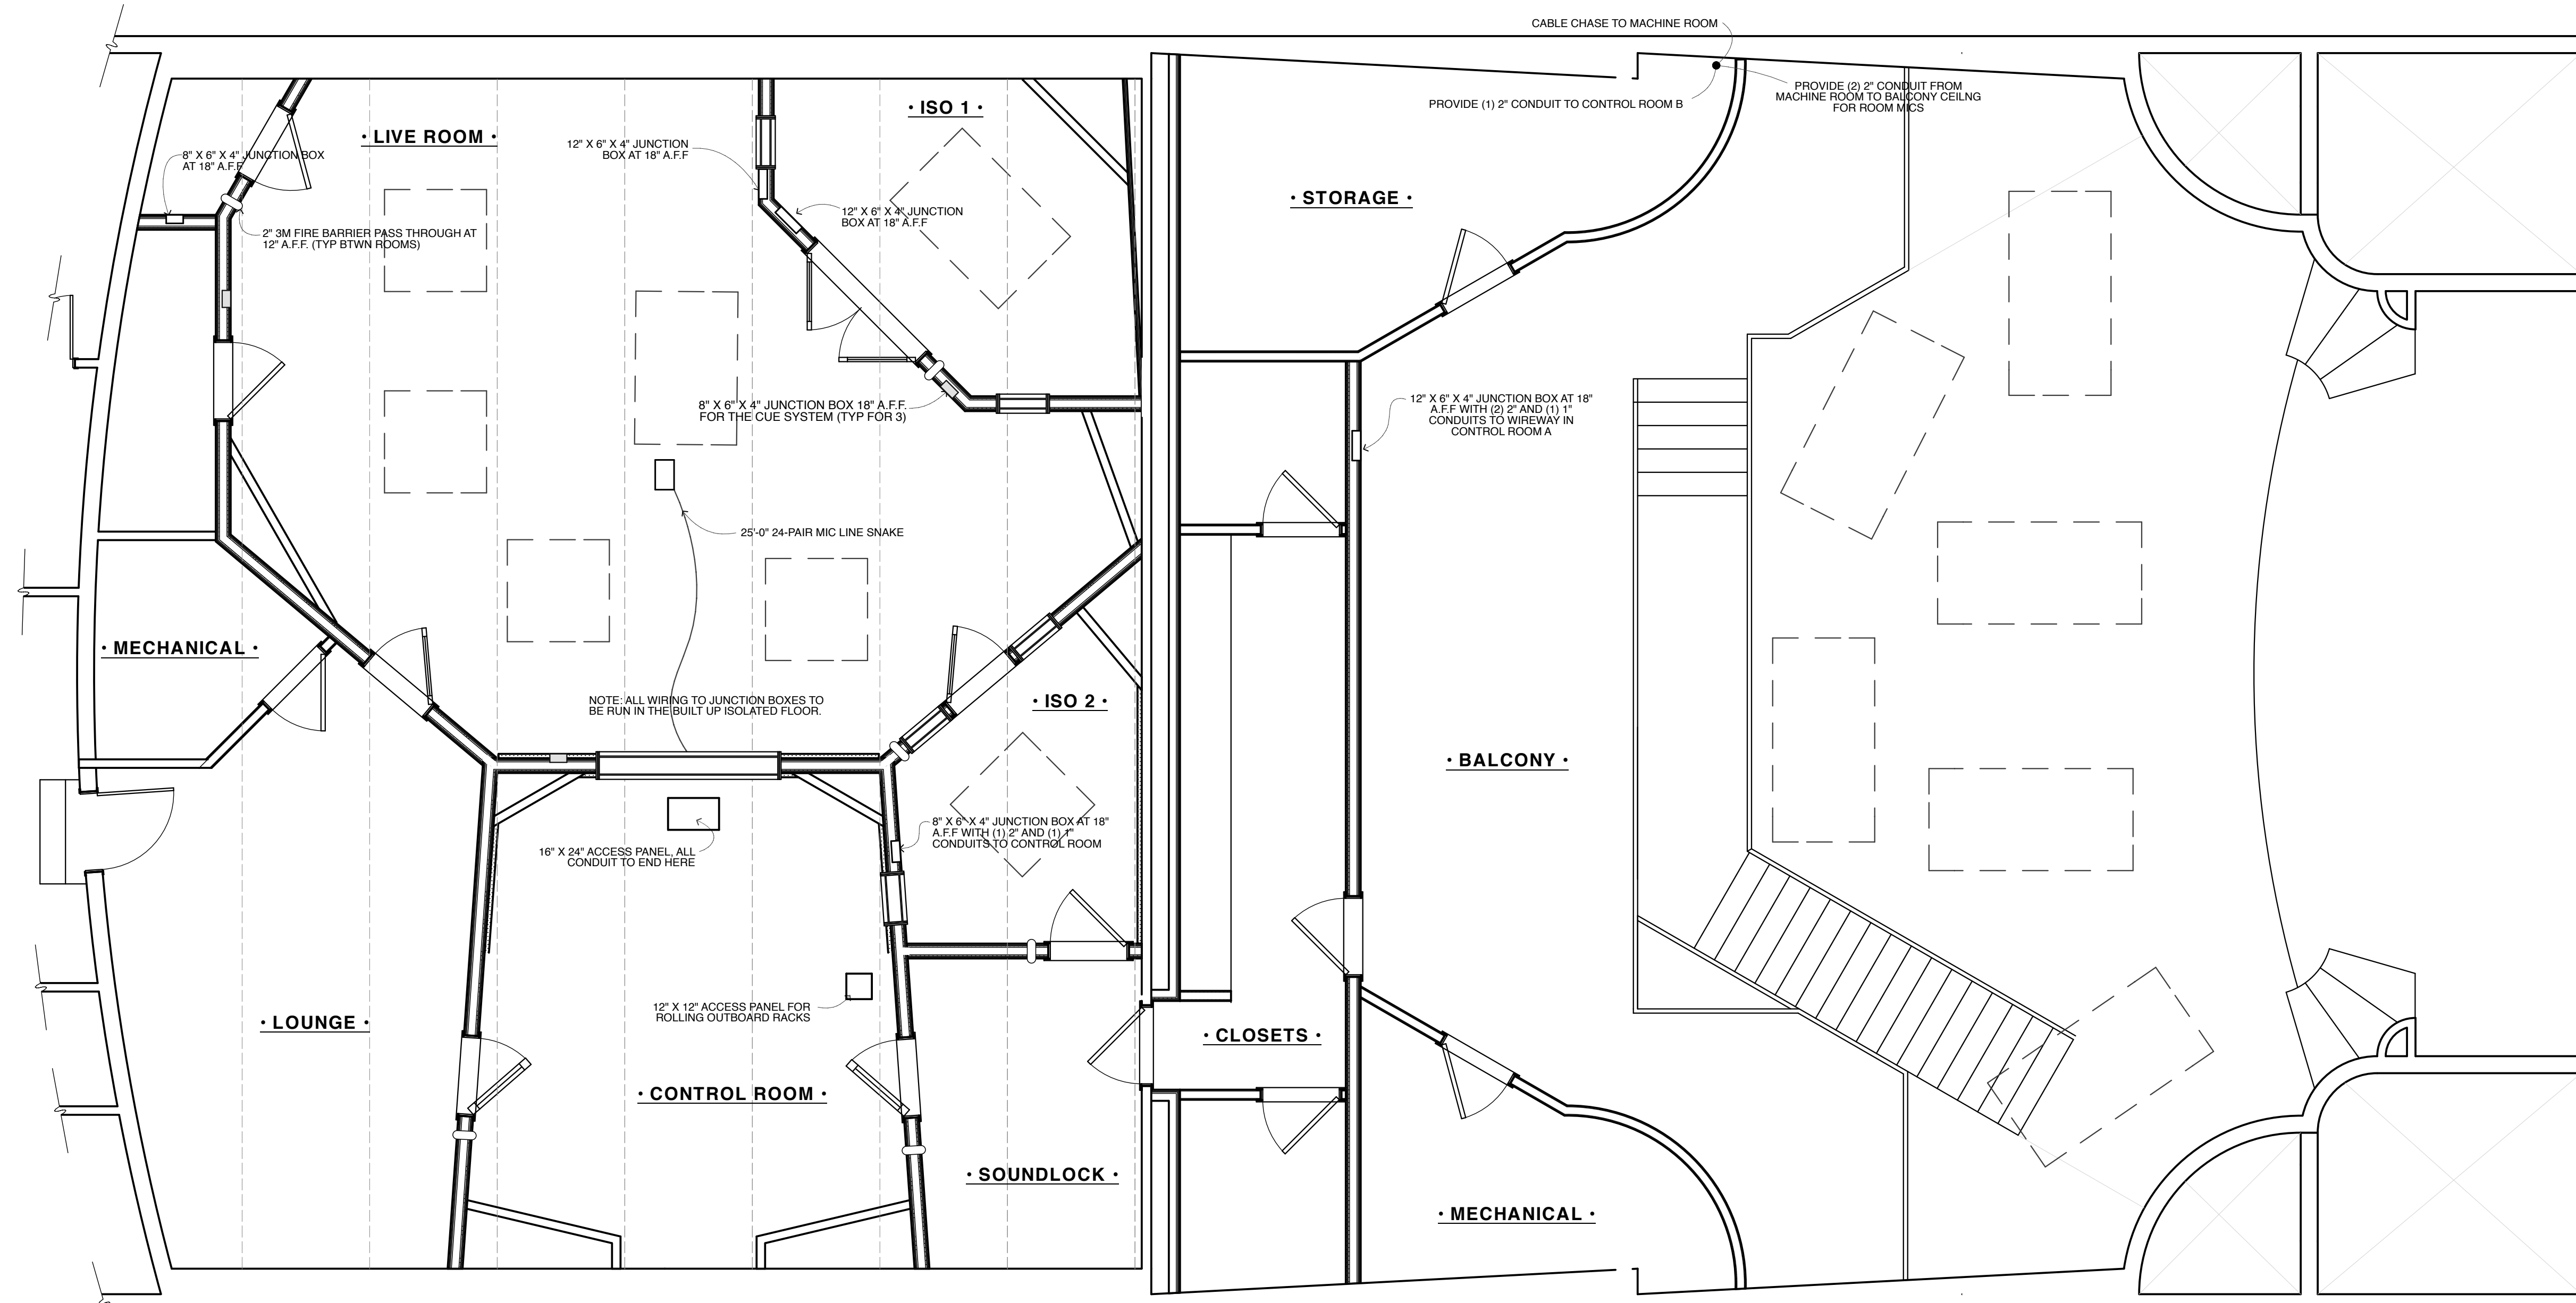 CABLE CHASE TO MACHINE ROOM
PROVIDE (1) 2" CONDUIT TO CONTROL ROOM B
PROVIDE (2) 2" CONDUIT FROM
MACHINE ROOM TO BALCONY CEILNG
FOR ROOM MICS
• LIVE ROOM •
• ISO 1 •
8" X 6" X 4" JUNCTION BOX
AT 18" A.F.F
12" X 6" X 4" JUNCTION
BOX AT 18" A.F.F
12" X 6" X 4" JUNCTION
BOX AT 18" A.F.F
• STORAGE •
2" 3M FIRE BARRIER PASS THROUGH AT
12" A.F.F. (TYP BTWN ROOMS)
8" X 6" X 4" JUNCTION BOX 18" A.F.F.
FOR THE CUE SYSTEM (TYP FOR 3)
12" X 6" X 4" JUNCTION BOX AT 18"
A.F.F WITH (2) 2" AND (1) 1"
CONDUITS TO WIREWAY IN
CONTROL ROOM A
25'-0" 24-PAIR MIC LINE SNAKE
• MECHANICAL •
NOTE: ALL WIRING TO JUNCTION BOXES TO
BE RUN IN THE BUILT UP ISOLATED FLOOR.
• ISO 2 •
• BALCONY •
8" X 6" X 4" JUNCTION BOX AT 18"
A.F.F WITH (1) 2" AND (1) 1"
CONDUITS TO CONTROL ROOM
16" X 24" ACCESS PANEL, ALL
CONDUIT TO END HERE
12" X 12" ACCESS PANEL FOR
ROLLING OUTBOARD RACKS
• LOUNGE •
• CLOSETS •
• CONTROL ROOM •
• SOUNDLOCK •
• MECHANICAL •